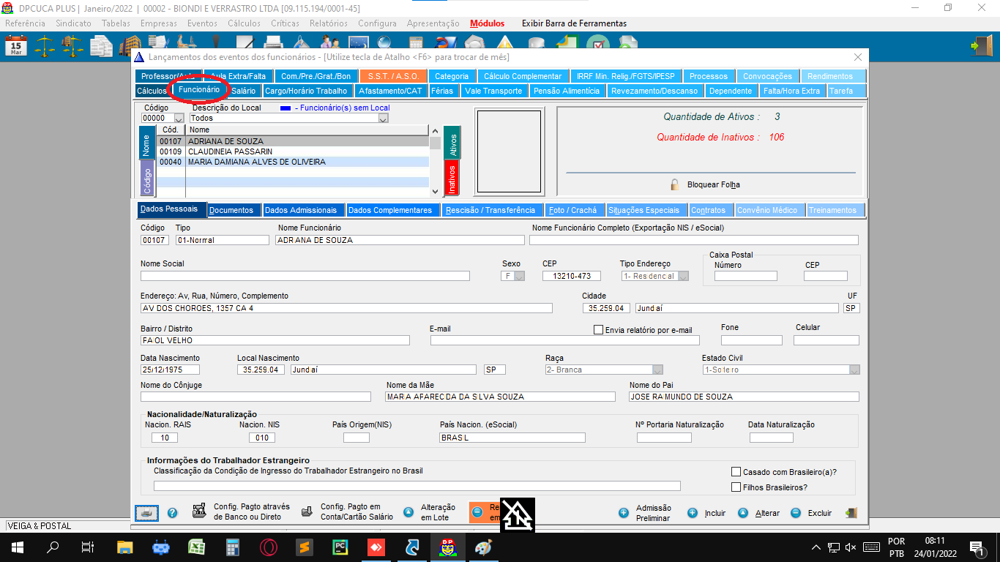 DPCUCA PLUS| Janeiro/2022 | 00002 - BIONDI E VERRASTRO LTDA [09.115.194/0001-45]
Referência Sindicato Tabelas Empresas Eventos Cálculos Críticas Relatórios Configura Apresentação Módulos Exibir Barra de Ferramentas
15
Mar
Lançamentos dos eventos dos funcionários - [Utilize tecla de Atalho <F6> para trocar de mês]
Professor/Aula Aula Extra/Falta Com./Pre./Grat./Bon S.S.T. / A.S.O. Categoria Cálculo Complementar IRRF Min. Relig./FGTS/IPESP Processos Convocações Rendimentos
Cálculos Funcionário Salário Cargo/Horário Trabalho Afastamento/CAT Férias Vale Transporte Pensão Alimentícia Revezamento/Descanso Dependente Falta/Hora Extra Tarefa
Código Descrição do Local - Funcionário(s) sem Local
00000 Todos
Cód. Nome
00107 ADRIANA DE SOUZA
00109 CLAUDINEIA PASSARIN
00040 MARIA DAMIANA ALVES DE OLIVEIRA
Nome
Código
Ativos
Inativos
Quantidade de Ativos : 3
Quantidade de Inativos : 106
Bloquear Folha
Dados Pessoais Documentos Dados Admissionais Dados Complementares Rescisão / Transferência Foto / Crachá Situações Especiais Contratos Convênio Médico Treinamentos
Código Tipo Nome Funcionário Nome Funcionário Completo (Exportação NIS / eSocial)
00107 01-Normal ADRIANA DE SOUZA
Nome Social Sexo CEP Tipo Endereço Caixa Postal
Número CEP
F 13210-473 1- Residencial
Endereço: Av, Rua, Número, Complemento Cidade UF
AV DOS CHOROES, 1357 CA 4 35.259.04 Jundiaí SP
Bairro / Distrito E-mail Envia relatório por e-mail Fone Celular
PAIOL VELHO
Data Nascimento Local Nascimento Raça Estado Civil
25/12/1975 35.259.04 Jundiaí SP 2- Branca 1-Solteiro
Nome do Cônjuge Nome da Mãe Nome do Pai
MARIA APARECIDA DA SILVA SOUZA JOSE RAIMUNDO DE SOUZA
Nacionalidade/Naturalização
Nacion. RAIS Nacion. NIS País Origem(NIS) País Nacion. (eSocial) Nº Portaria Naturalização Data Naturalização
10 010 BRASIL
Informações do Trabalhador Estrangeiro
Classificação da Condição de Ingresso do Trabalhador Estrangeiro no Brasil
Casado com Brasileiro(a)?
Filhos Brasileiros?
Config. Pagto através
de Banco ou Direto
Config. Pagto em
Conta/Cartão Salário
Alteração
em Lote
Admissão
Preliminar
Incluir Alterar Excluir
VEIGA & POSTAL
POR
PTB
08:11
24/01/2022
1